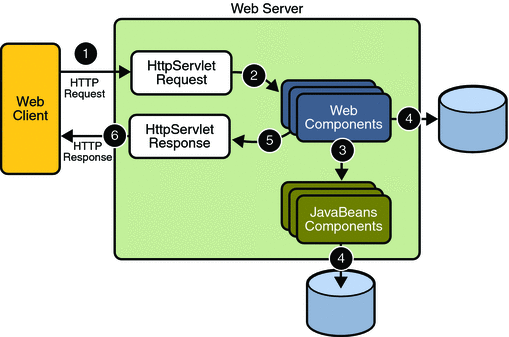 Web Server
1
HTTP
Request
HttpServlet
Request
2
Web
Client
Web
Components
4
6
HTTP
Response
HttpServlet
Response
5
3
JavaBeans
Components
4